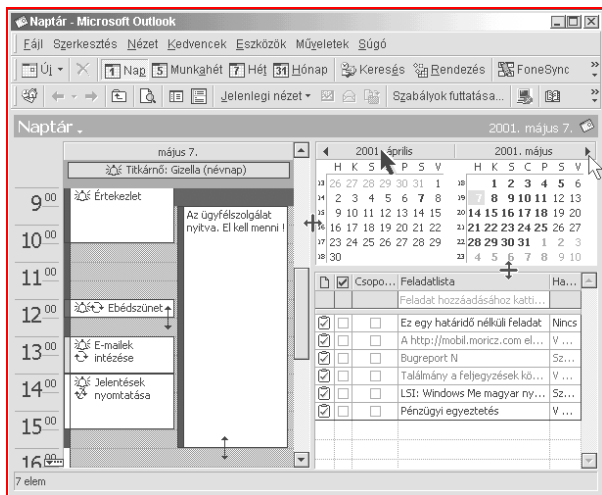 Naptár - Microsoft Outlook
Fájl Szerkesztés Nézet Kedvencek Eszközök Műveletek Súgó
Új 1 Nap 5 Munkahét 7 Hét 31 Hónap Keresés Rendezés FoneSync
Jelenlegi nézet Szabályok futtatása...
Naptár 2001. május 7.
május 7.
Titkárnő: Gizella (névnap)
9 00 Értekezlet
Az ügyfélszolgálat
nyitva. El kell menni !
10 00
11 00
12 00 Ebédszünet
13 00 E-mailek
intézése
14 00 Jelentések
nyomtatása
15 00
16 00
2001. április 2001. május
H K S P S V H K S C P S V
13 26 27 28 29 30 31 1 18 1 2 3 4 5 6
14 2 3 4 5 6 7 8 19 7 8 9 10 11 12 13
15 9 10 11 12 13 14 15 20 14 15 16 17 18 19 20
16 17 18 19 20 21 22 21 21 22 23 24 25 26 27
17 23 24 25 26 27 28 29 22 28 29 30 31 1 2 3
18 30 23 4 5 6 7 8 9 10
Csopo... Feladatlista Ha...
Feladat hozzáadásához katti...
Ez egy határidő nélküli feladat Nincs
A http://mobil.moricz.com el... V ...
Bugreport N Sz...
Találmány a feljegyzések kö... V ...
LSI: Windows Me magyar ny... Sz...
Pénzügyi egyeztetés V ...
7 elem